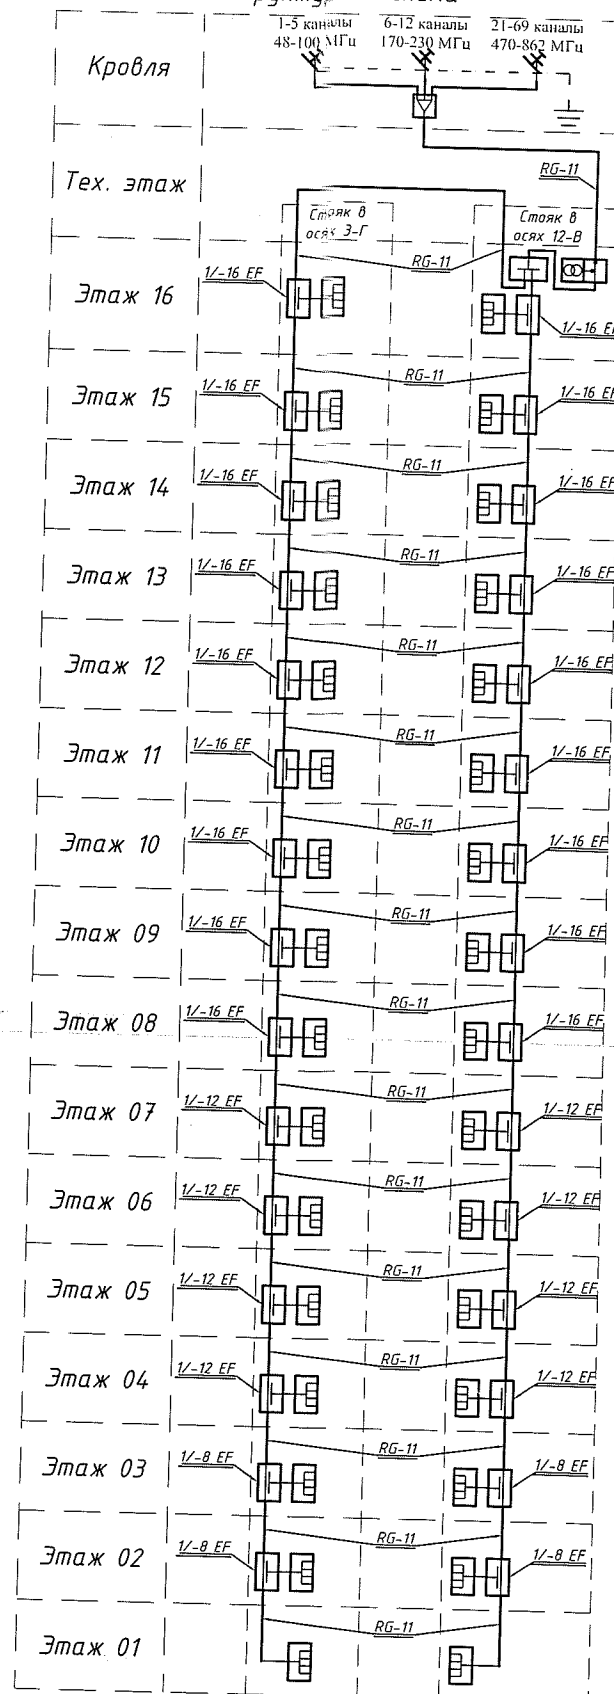 1-5 каналы 6-12 каналы 21-69 каналы
48-100 МГц 170-230 МГц 470-862 МГц
Кровля
RG-11
Тех. этаж
Стояк в Стояк в
осях 3-Г осях 12-В
RG-11
1/-16 EF
Этаж 16
1/-16 EF
RG-11
1/-16 EF 1/-16 EF
Этаж 15
RG-11
1/-16 EF 1/-16 EF
Этаж 14
RG-11
1/-16 EF 1/-16 EF
Этаж 13
RG-11
1/-16 EF 1/-16 EF
Этаж 12
RG-11
1/-16 EF 1/-16 EF
Этаж 11
RG-11
1/-16 EF 1/-16 EF
Этаж 10
RG-11
1/-16 EF 1/-16 EF
Этаж 09
RG-11
1/-16 EF 1/-16 EF
Этаж 08
RG-11
1/-12 EF 1/-12 EF
Этаж 07
RG-11
1/-12 EF 1/-12 EF
Этаж 06
RG-11
1/-12 EF 1/-12 EF
Этаж 05
RG-11
1/-12 EF 1/-12 EF
Этаж 04
RG-11
1/-8 EF 1/-8 EF
Этаж 03
RG-11
1/-8 EF 1/-8 EF
Этаж 02
RG-11
Этаж 01